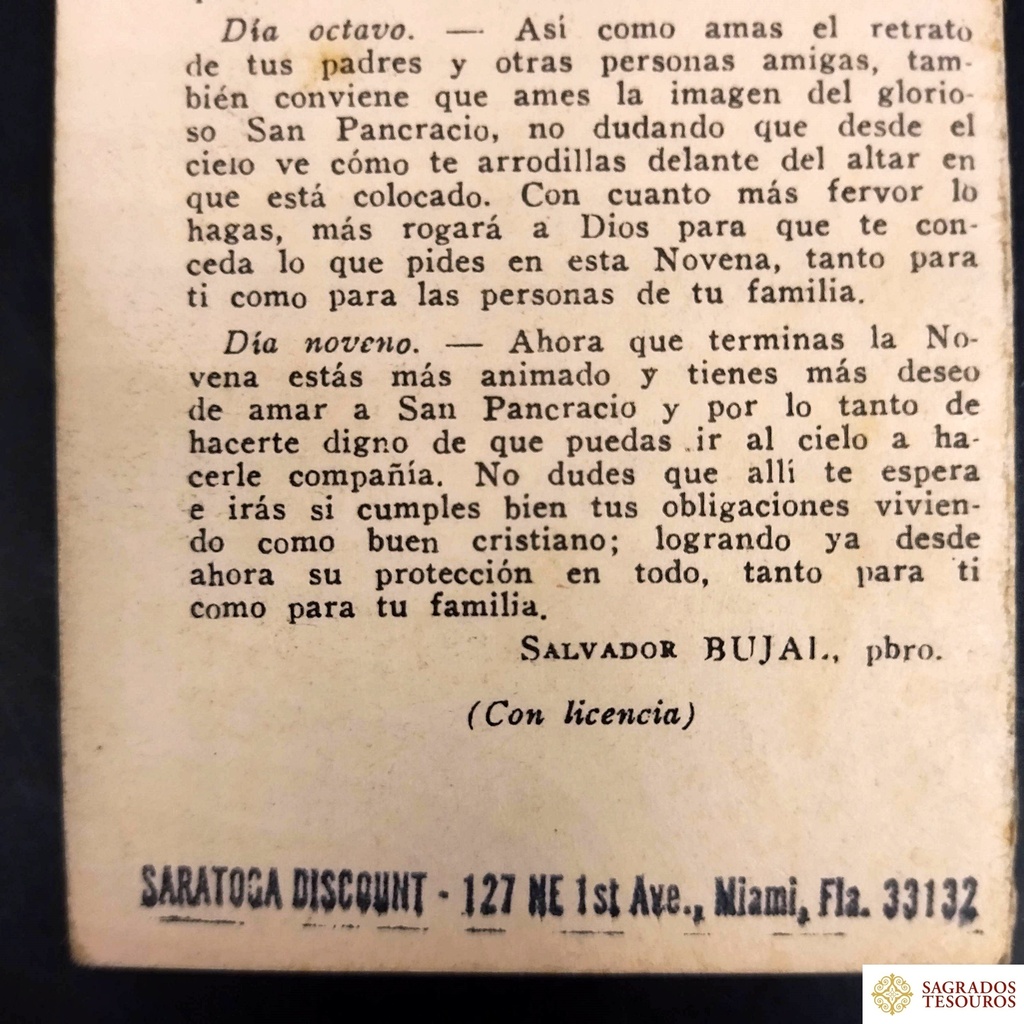 Día octavo. — Así como amas el retrato
de tus padres y otras personas amigas, tam-
bién conviene que ames la imagen del glorio-
so San Pancracio, no dudando que desde el
cielo ve cómo te arrodillas delante del altar en
que está colocado. Con cuanto más fervor lo
hagas, más rogará a Dios para que te con-
ceda lo que pides en esta Novena, tanto para
ti como para las personas de tu familia.
Día noveno. — Ahora que terminas la No-
vena estás más animado y tienes más deseo
de amar a San Pancracio y por lo tanto de
hacerte digno de que puedas ir al cielo a ha-
cerle compañía. No dudes que allí te espera
e irás si cumples bien tus obligaciones vivien-
do como buen cristiano; logrando ya desde
ahora su protección en todo, tanto para ti
como para tu familia.
SALVADOR BUJAL, pbro.
(Con licencia)
SARATOGA DISCOUNT - 127 NE 1st Ave., Miami, Fla. 33132
SAGRADOS
TESOUROS